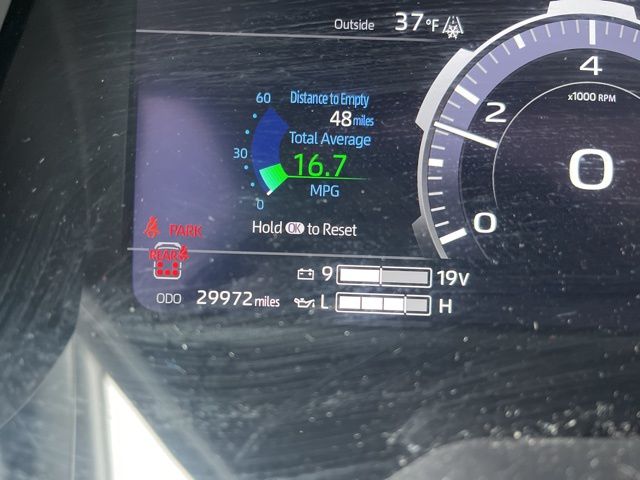 Outside 37°F
60 Distance to Empty
48 miles
Total Average
30 16.7
MPG
0
Hold OK to Reset
PARK
REAR
ODO 29972 miles
9 19V
L H
4
x1000 RPM
2
0
0